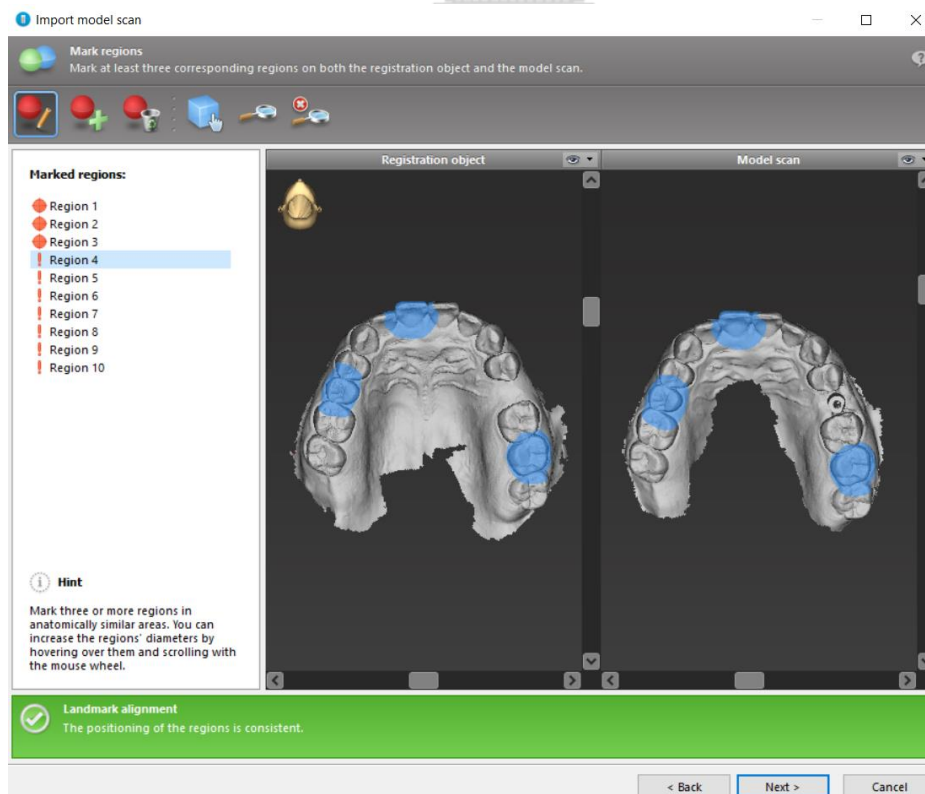 Import model scan
Mark regions
Mark at least three corresponding regions on both the registration object and the model scan.
Marked regions:
Region 1
Region 2
Region 3
Region 4
Region 5
Region 6
Region 7
Region 8
Region 9
Region 10
Hint
Mark three or more regions in
anatomically similar areas. You can
increase the regions' diameters by
hovering over them and scrolling with
the mouse wheel.
Registration object
Model scan
Landmark alignment
The positioning of the regions is consistent.
< Back
Next >
Cancel